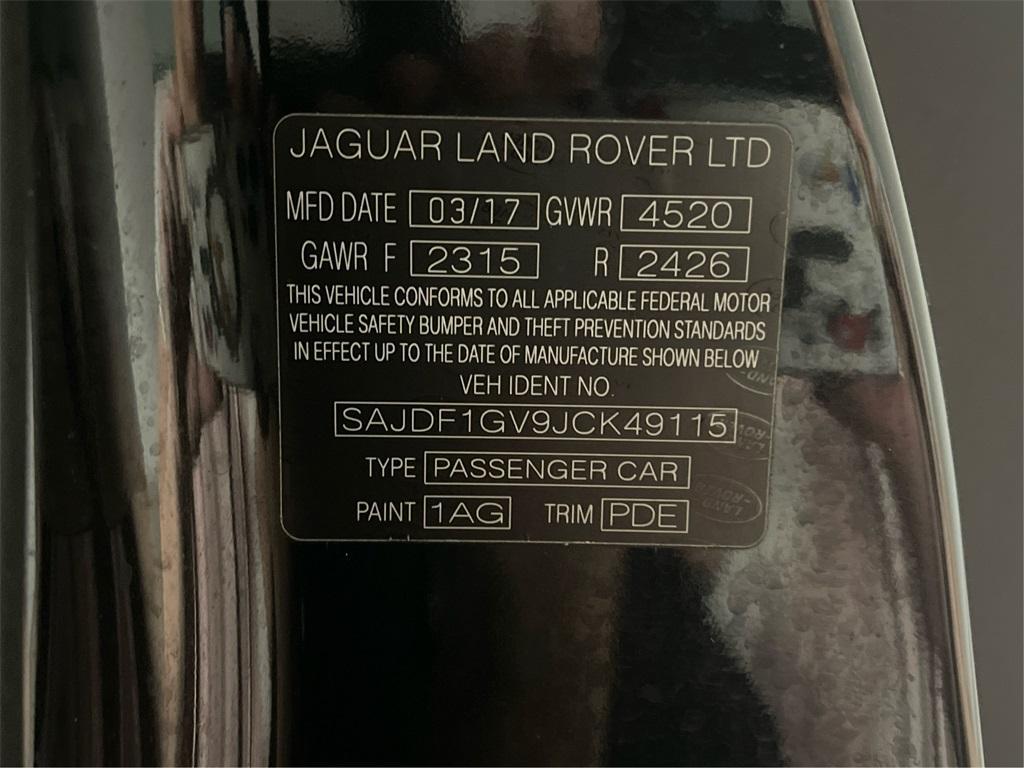 JAGUAR LAND ROVER LTD
MFD DATE 03/17 GVWR 4520
GAWR F 2315 R 2426
THIS VEHICLE CONFORMS TO ALL APPLICABLE FEDERAL MOTOR
VEHICLE SAFETY BUMPER AND THEFT PREVENTION STANDARDS
IN EFFECT UP TO THE DATE OF MANUFACTURE SHOWN BELOW
VEH IDENT NO.
SAJDF1GV9JCK49115
TYPE PASSENGER CAR
PAINT 1AG TRIM PDE
LAND
-ROVER